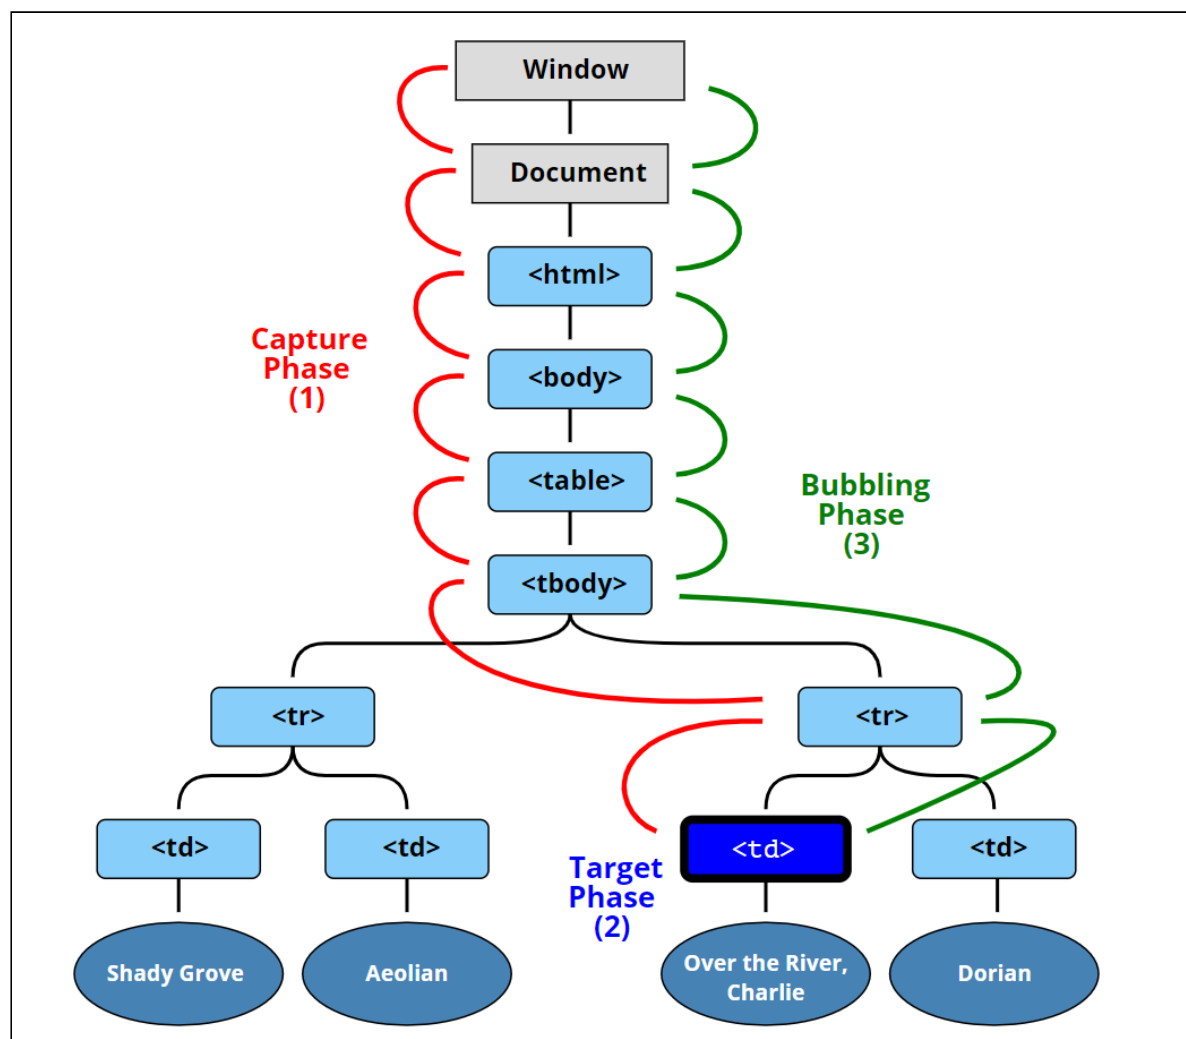 Window
Document
<html>
Capture
Phase
(1)
<body>
<table>
Bubbling
Phase
(3)
<tbody>
<tr>
<tr>
<td>
<td>
<td>
<td>
Target
Phase
(2)
Shady Grove
Aeolian
Over the River,
Charlie
Dorian